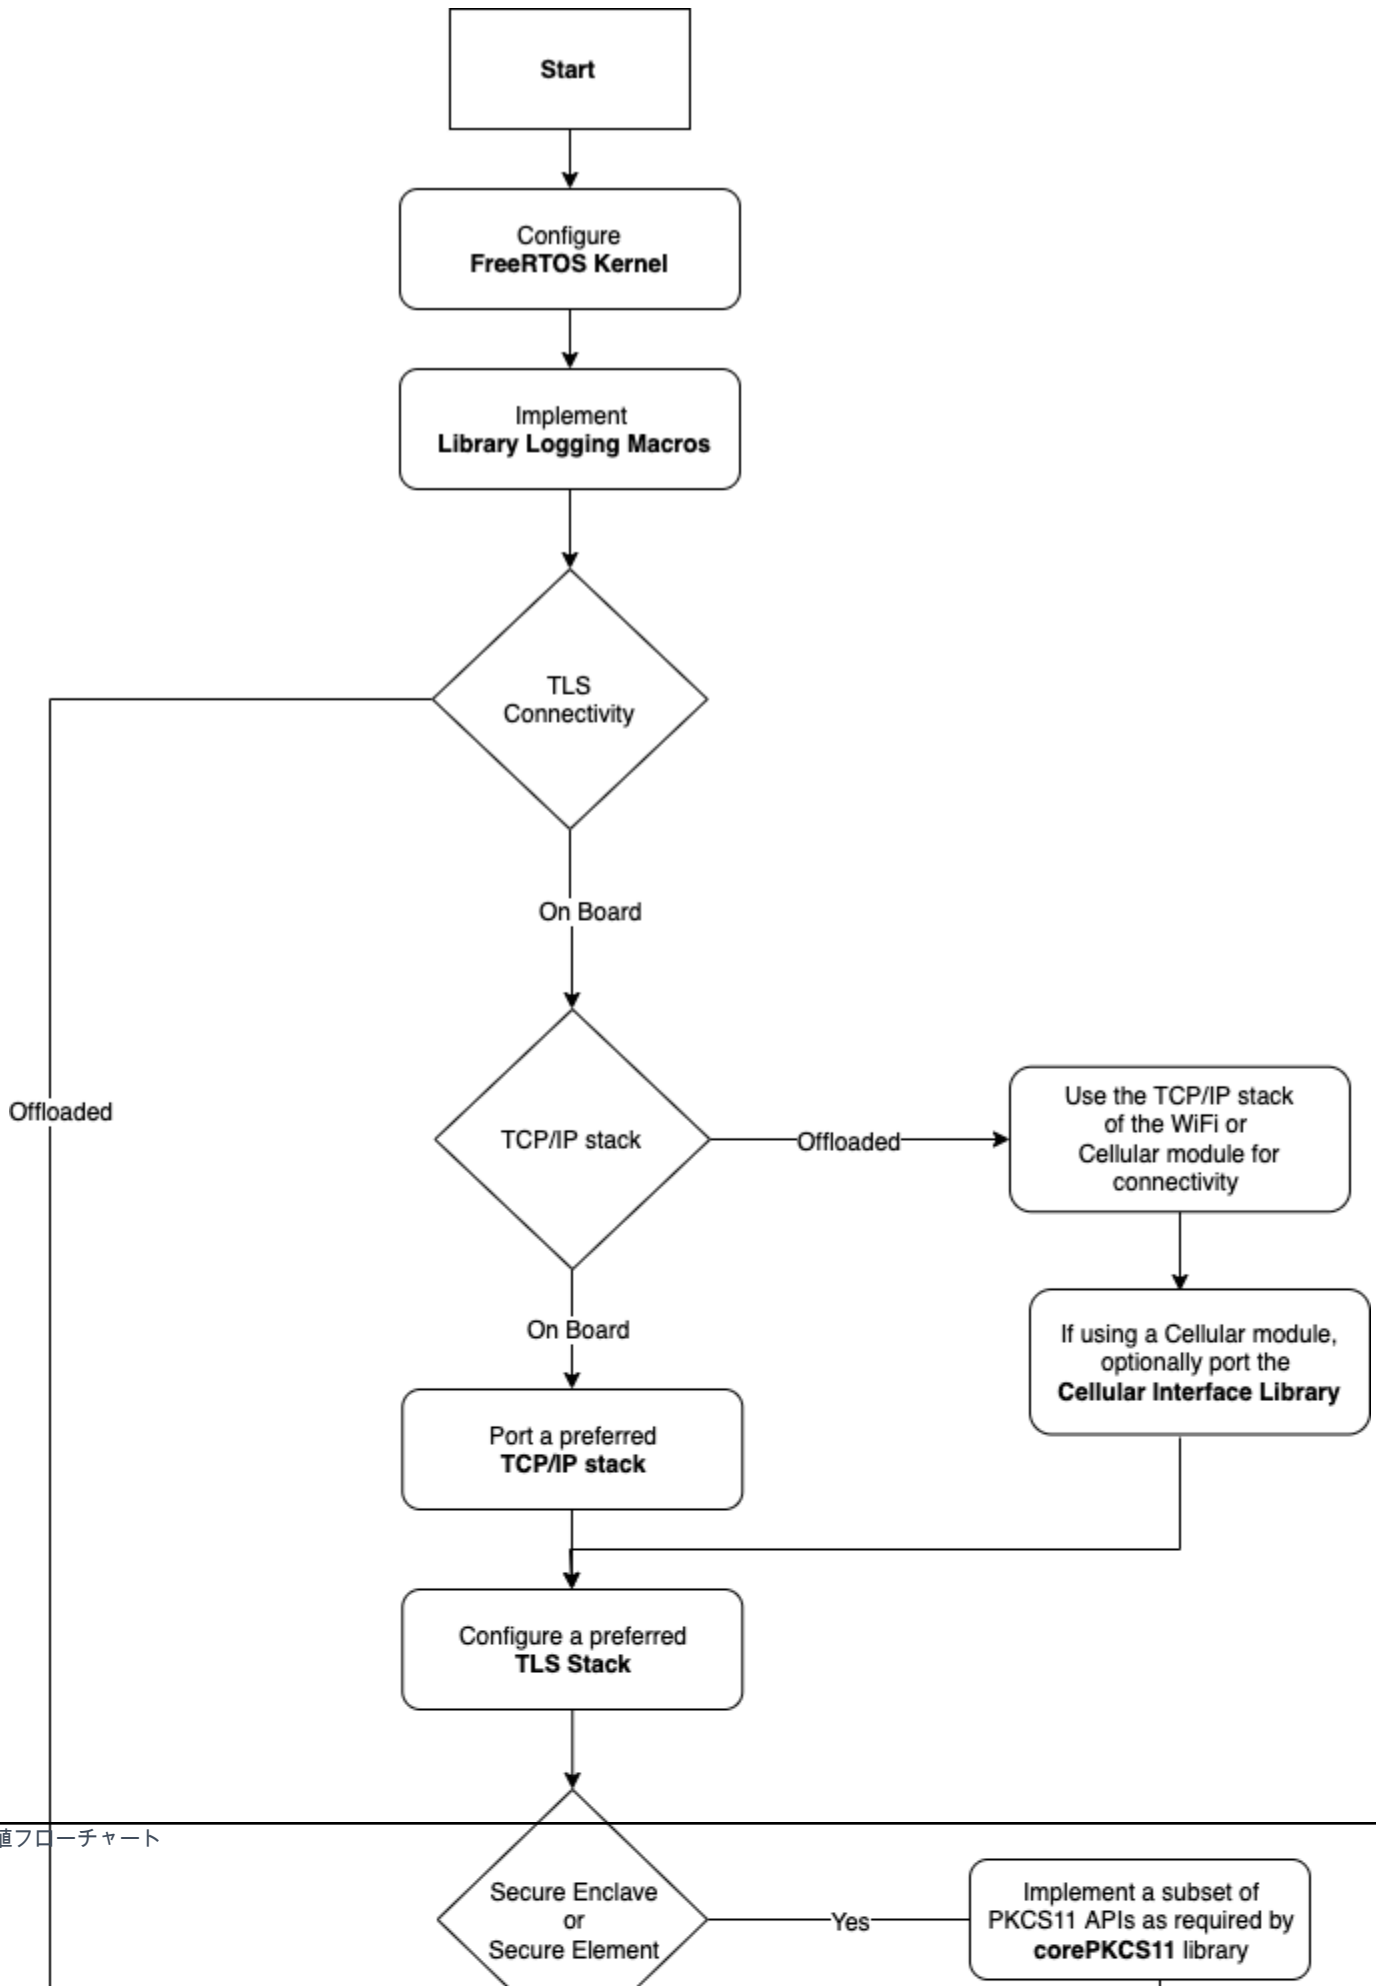 Start
Configure
FreeRTOS Kernel
Implement
Library Logging Macros
TLS
Connectivity
On Board
Offloaded
TCP/IP stack
Offloaded
Use the TCP/IP stack
of the WiFi or
Cellular module for
connectivity
If using a Cellular module,
optionally port the
Cellular Interface Library
On Board
Port a preferred
TCP/IP stack
Configure a preferred
TLS Stack
フローチャート
Secure Enclave
or
Secure Element
Yes
Implement a subset of
PKCS11 APIs as required by
corePKCS11 library